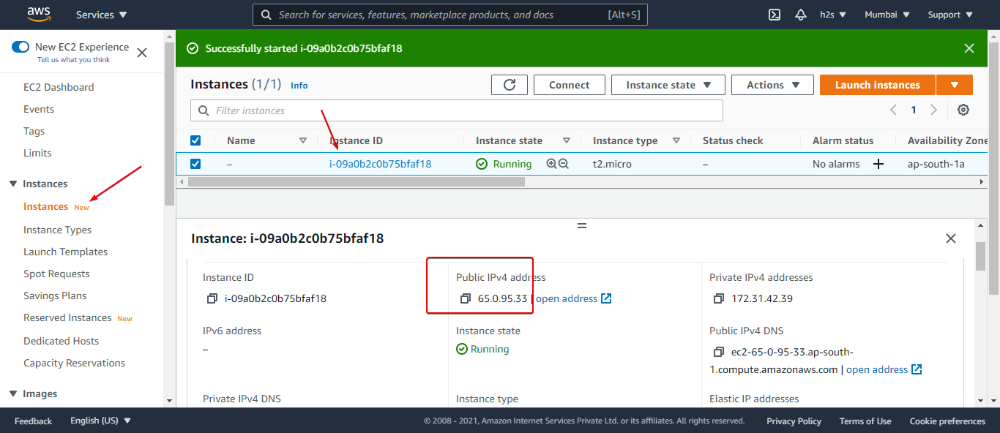 aws Services Search for services, features, marketplace products, and docs [Alt+S] h2s Mumbai Support
New EC2 Experience
Tell us what you think
EC2 Dashboard
Events
Tags
Limits
Instances
Instances New
Instance Types
Launch Templates
Spot Requests
Savings Plans
Reserved Instances New
Dedicated Hosts
Capacity Reservations
Images
Successfully started i-09a0b2c0b75bfaf18
Instances (1/1) Info Connect Instance state Actions Launch instances
Filter instances 1
Name Instance ID Instance state Instance type Status check Alarm status Availability Zone
– i-09a0b2c0b75bfaf18 Running t2.micro – No alarms + ap-south-1a
Instance: i-09a0b2c0b75bfaf18
Instance ID Public IPv4 address Private IPv4 addresses
i-09a0b2c0b75bfaf18 65.0.95.33 | open address 172.31.42.39
IPv6 address Instance state Public IPv4 DNS
– Running ec2-65-0-95-33.ap-south-
1.compute.amazonaws.com | open address
Private IPv4 DNS Instance type Elastic IP addresses
Feedback English (US) © 2008 - 2021, Amazon Internet Services Private Ltd. or its affiliates. All rights reserved. Privacy Policy Terms of Use Cookie preferences